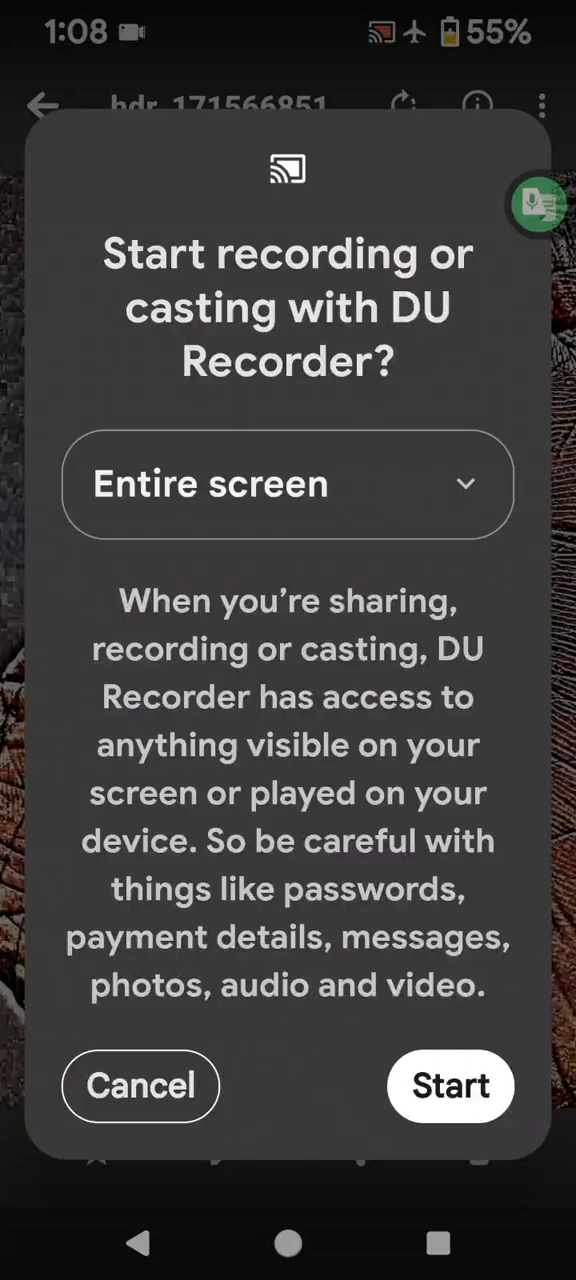 1:08 55%
hdr_171566851
Start recording or
casting with DU
Recorder?
Entire screen
When you’re sharing,
recording or casting, DU
Recorder has access to
anything visible on your
screen or played on your
device. So be careful with
things like passwords,
payment details, messages,
photos, audio and video.
Cancel Start